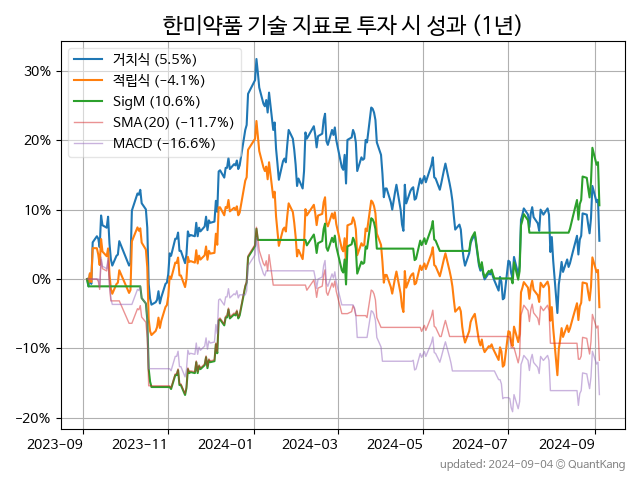 한미약품 기술 지표로 투자 시 성과 (1년)
거치식 (5.5%)
적립식 (−4.1%)
SigM (10.6%)
SMA(20) (−11.7%)
MACD (−16.6%)
30%
20%
10%
0%
−10%
−20%
2023-09 2023-11 2024-01 2024-03 2024-05 2024-07 2024-09
updated: 2024-09-04 © QuantKang